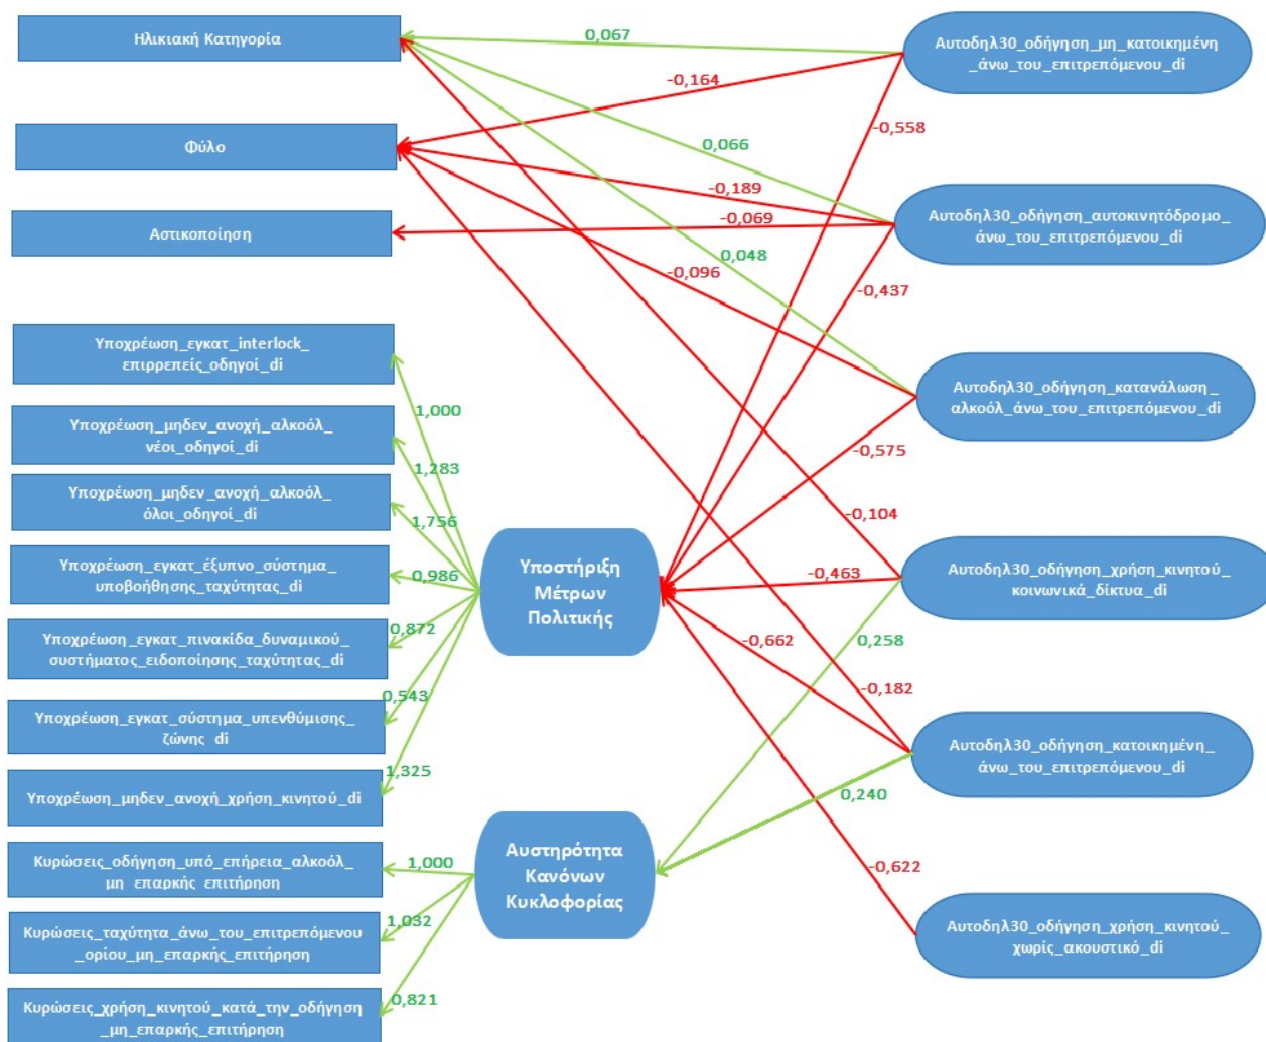 Ηλικιακή Κατηγορία
Φύλο
Αστικοποίηση
Υποχρέωση_εγκατ_interlock_
επιρρεπείς_οδηγοί_di
Υποχρέωση_μηδεν_ανοχή_αλκοόλ_
νέοι_οδηγοί_di
Υποχρέωση_μηδεν_ανοχή_αλκοόλ_
όλοι_οδηγοί_di
Υποχρέωση_εγκατ_έξυπνο_σύστημα_
υποβοήθησης_ταχύτητας_di
Υποχρέωση_εγκατ_πινακίδα_δυναμικού_
συστήματος_ειδοποίησης_ταχύτητας_di
Υποχρέωση_εγκατ_σύστημα_υπενθύμισης_
ζώνης_di
Υποχρέωση_μηδεν_ανοχή_χρήση_κινητού_di
Κυρώσεις_οδήγηση_υπό_επήρεια_αλκοόλ_
μη_επαρκής_επιτήρηση
Κυρώσεις_ταχύτητα_άνω_του_επιτρεπόμενου
_ορίου_μη_επαρκής_επιτήρηση
Κυρώσεις_χρήση_κινητού_κατά_την_οδήγηση
_μη_επαρκής_επιτήρηση
1,000
1,283
1,756
0,986
0,872
0,543
1,325
1,000
1,032
0,821
Υποστήριξη
Μέτρων
Πολιτικής
Αυστηρότητα
Κανόνων
Κυκλοφορίας
0,067
-0,164
-0,558
0,066
-0,189
-0,069
0,048
-0,096
-0,437
-0,575
-0,104
-0,463
0,258
-0,662
-0,182
0,240
-0,622
Αυτοδηλ30_οδήγηση_μη_κατοικημένη
_άνω_του_επιτρεπόμενου_di
Αυτοδηλ30_οδήγηση_αυτοκινητόδρομο_
άνω_του_επιτρεπόμενου_di
Αυτοδηλ30_οδήγηση_κατανάλωση_
αλκοόλ_άνω_του_επιτρεπόμενου_di
Αυτοδηλ30_οδήγηση_χρήση_κινητού_
κοινωνικά_δίκτυα_di
Αυτοδηλ30_οδήγηση_κατοικημένη_
άνω_του_επιτρεπόμενου_di
Αυτοδηλ30_οδήγηση_χρήση_κινητού_
χωρίς_ακουστικό_di